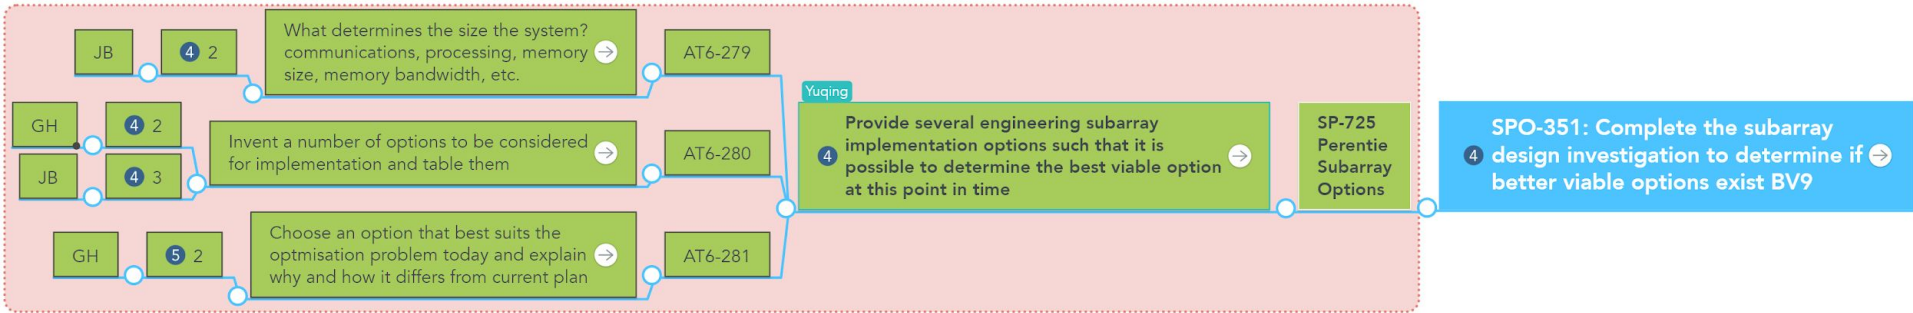 JB
4 2
What determines the size the system?
communications, processing, memory
size, memory bandwidth, etc.
AT6-279
GH
4 2
JB
4 3
Invent a number of options to be considered
for implementation and table them
AT6-280
GH
5 2
Choose an option that best suits the
optmisation problem today and explain
why and how it differs from current plan
AT6-281
Yuqing
4
Provide several engineering subarray
implementation options such that it is
possible to determine the best viable option
at this point in time
SP-725
Perentie
Subarray
Options
4
SPO-351: Complete the subarray
design investigation to determine if
better viable options exist BV9